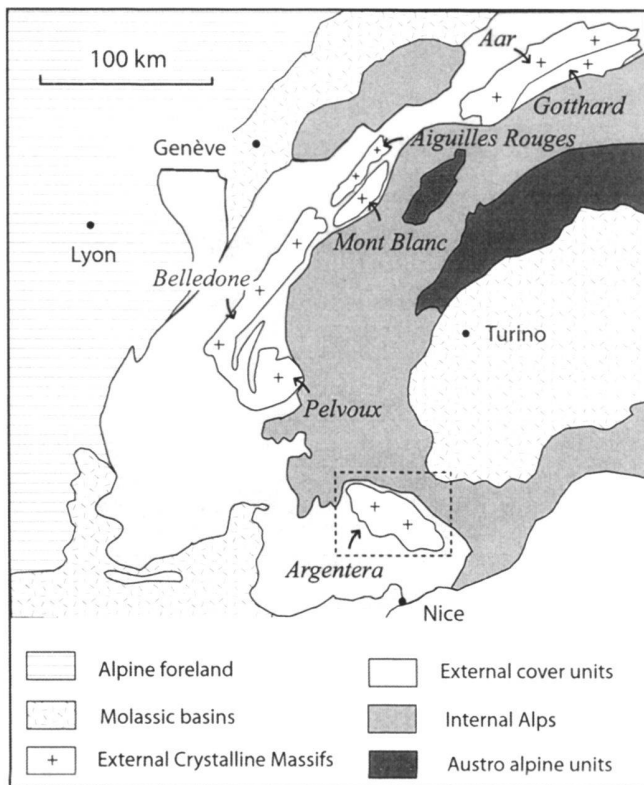 100 km
Aar
Gotthard
Genève
Aiguilles Rouges
Lyon
Mont Blanc
Belledone
Turino
Pelvoux
Argentera
Nice
Alpine foreland
External cover units
Molassic basins
Internal Alps
External Crystalline Massifs
Austro alpine units